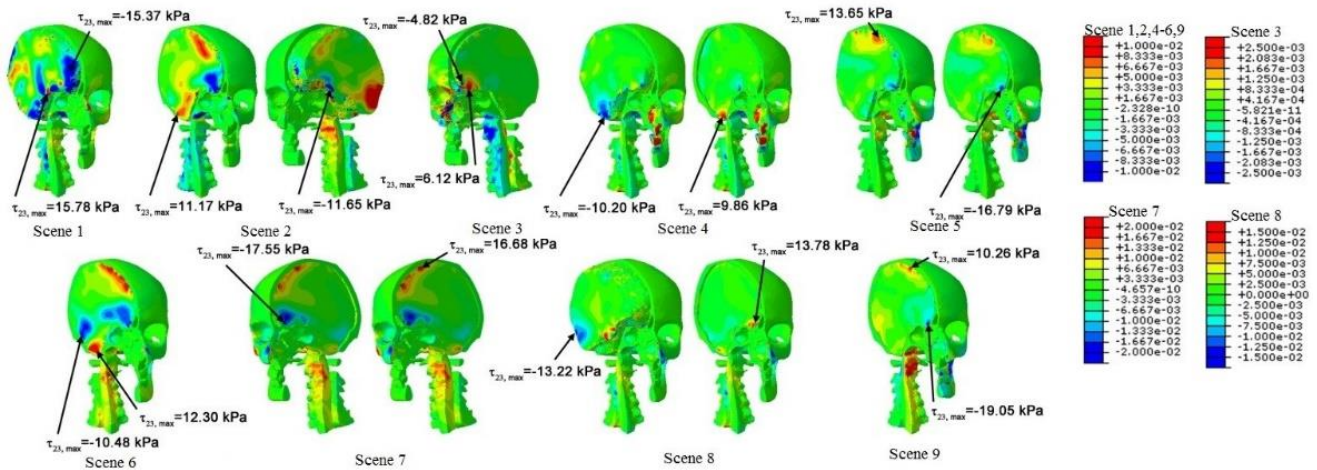 τ23, max=-15.37 kPa
τ23, max=15.78 kPa
Scene 1
τ23, max=11.17 kPa
τ23, max=-11.65 kPa
Scene 2
τ23, max=-4.82 kPa
τ23, max=6.12 kPa
Scene 3
τ23, max=-10.20 kPa
τ23, max=9.86 kPa
Scene 4
τ23, max=13.65 kPa
τ23, max=-16.79 kPa
Scene 5
Scene 1,2,4-6,9
+1.000e-02
+8.333e-03
+6.667e-03
+5.000e-03
+3.333e-03
+1.667e-03
-2.328e-10
-1.667e-03
-3.333e-03
-5.000e-03
-6.667e-03
-8.333e-03
-1.000e-02
Scene 3
+2.500e-03
+2.083e-03
+1.667e-03
+1.250e-03
+8.333e-04
+4.167e-04
-5.821e-11
-4.167e-04
-8.333e-04
-1.250e-03
-1.667e-03
-2.083e-03
-2.500e-03
τ23, max=-10.48 kPa
τ23, max=12.30 kPa
Scene 6
τ23, max=-17.55 kPa
τ23, max=16.68 kPa
Scene 7
τ23, max=-13.22 kPa
τ23, max=13.78 kPa
Scene 8
τ23, max=10.26 kPa
τ23, max=-19.05 kPa
Scene 9
Scene 7
+2.000e-02
+1.667e-02
+1.333e-02
+1.000e-02
+6.667e-03
+3.333e-03
-4.657e-10
-3.333e-03
-6.667e-03
-1.000e-02
-1.333e-02
-1.667e-02
-2.000e-02
Scene 8
+1.500e-02
+1.250e-02
+1.000e-02
+7.500e-03
+5.000e-03
+2.500e-03
+0.000e+00
-2.500e-03
-5.000e-03
-7.500e-03
-1.000e-02
-1.250e-02
-1.500e-02